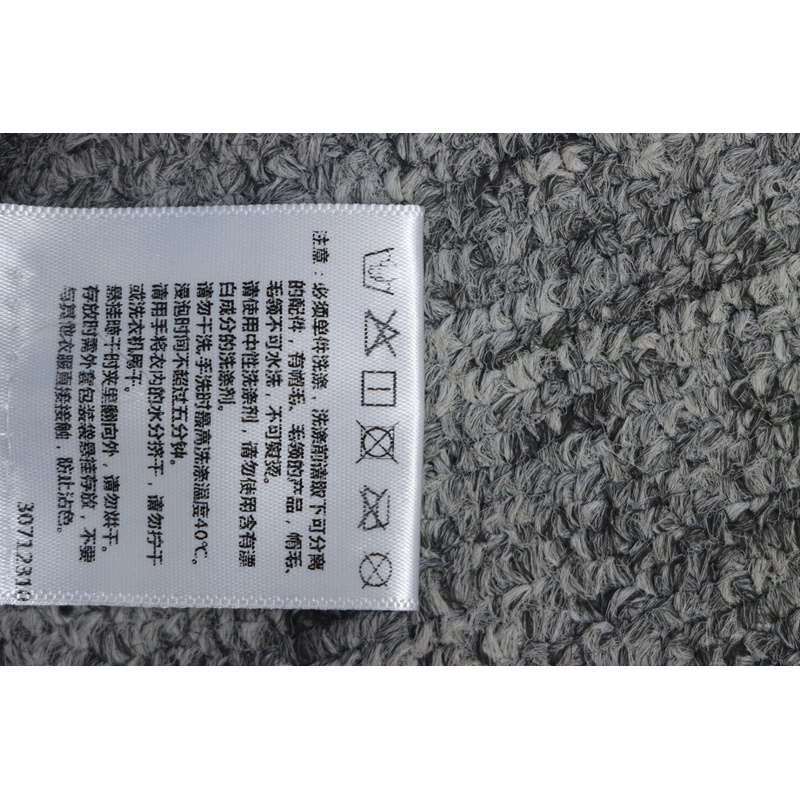 注意：必须单件洗涤，洗涤前请取下可分离
的配件，有帽毛、毛领的产品，帽毛、
毛领不可水洗，不可熨烫。
请使用中性洗涤剂，请勿使用含有漂
白成分的洗涤剂。
请勿干洗，手洗时最高洗涤温度40℃。
浸泡时间不超过五分钟。
请用手将衣内的水分挤干，请勿拧干
或洗衣机甩干。
悬挂晾干时夹里翻向外，请勿烘干。
存放时需外套包装袋悬挂存放，不要
与其他衣服直接接触，防止沾色。
30712310